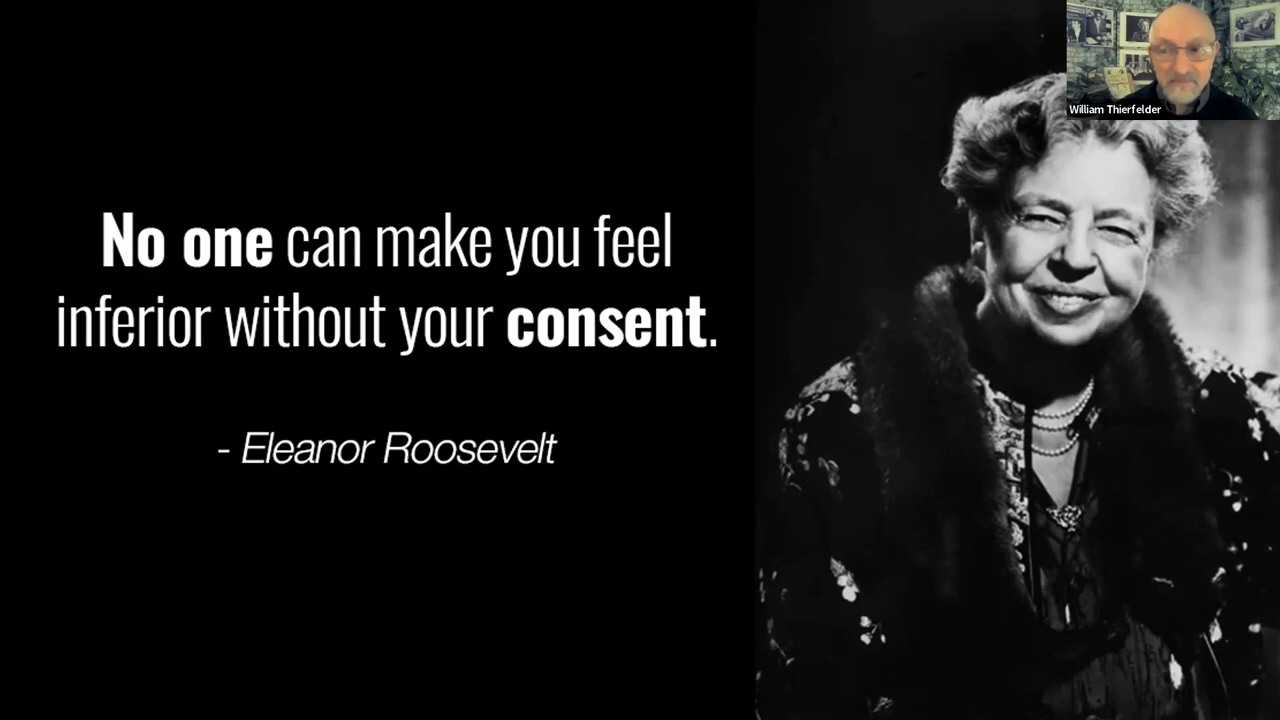 No one can make you feel
inferior without your consent.
- Eleanor Roosevelt
William Thierfelder